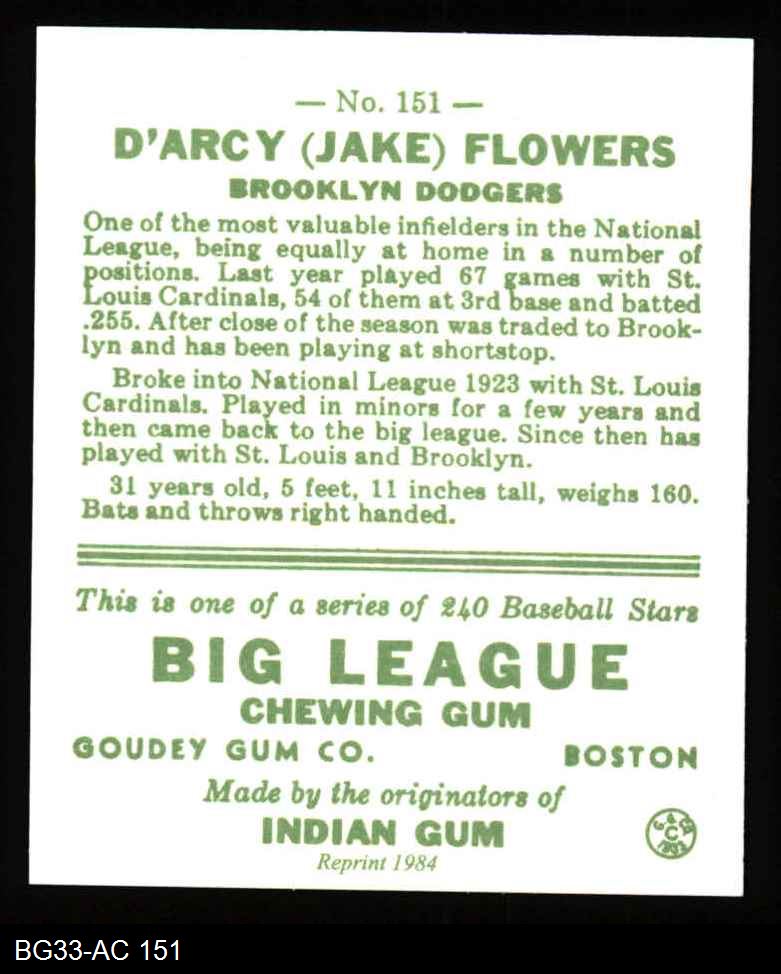 — No. 151 —
D'ARCY (JAKE) FLOWERS
BROOKLYN DODGERS
One of the most valuable infielders in the National
League, being equally at home in a number of
positions. Last year played 67 games with St.
Louis Cardinals, 54 of them at 3rd base and batted
.255. After close of the season was traded to Brook-
lyn and has been playing at shortstop.
Broke into National League 1923 with St. Louis
Cardinals. Played in minors for a few years and
then came back to the big league. Since then has
played with St. Louis and Brooklyn.
31 years old, 5 feet, 11 inches tall, weighs 160.
Bats and throws right handed.
This is one of a series of 240 Baseball Stars
BIG LEAGUE
CHEWING GUM
GOUDEY GUM CO. BOSTON
Made by the originators of
INDIAN GUM
Reprint 1984
C
BG33-AC 151